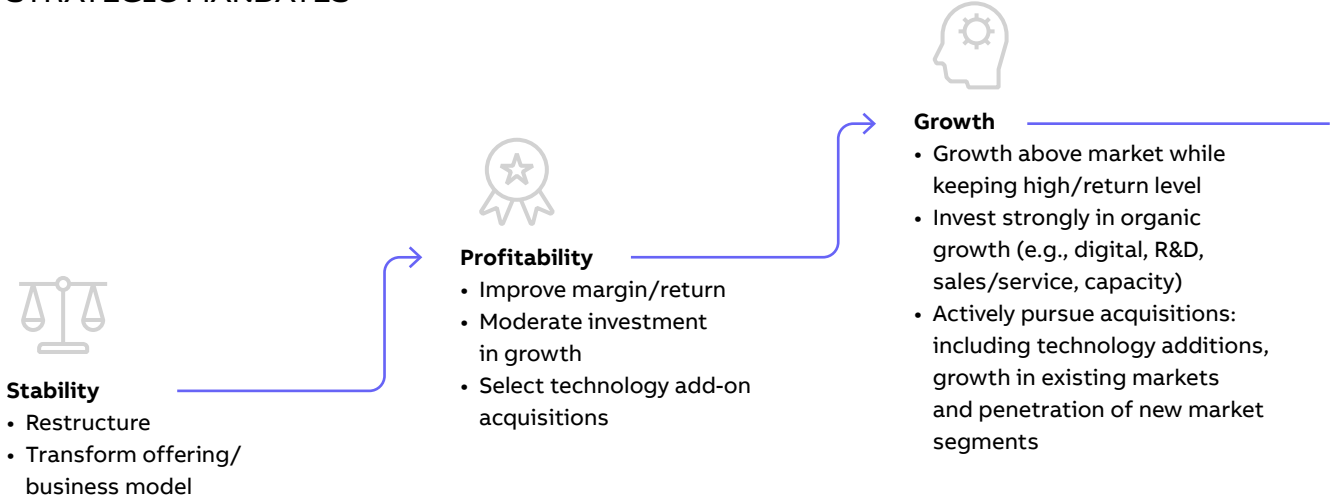 STRATEGIC MANDATES
Growth
• Growth above market while
keeping high/return level
• Invest strongly in organic
growth (e.g., digital, R&D,
sales/service, capacity)
• Actively pursue acquisitions:
including technology additions,
growth in existing markets
and penetration of new market
segments
Profitability
• Improve margin/return
• Moderate investment
in growth
• Select technology add-on
acquisitions
Stability
• Restructure
• Transform offering/
business model